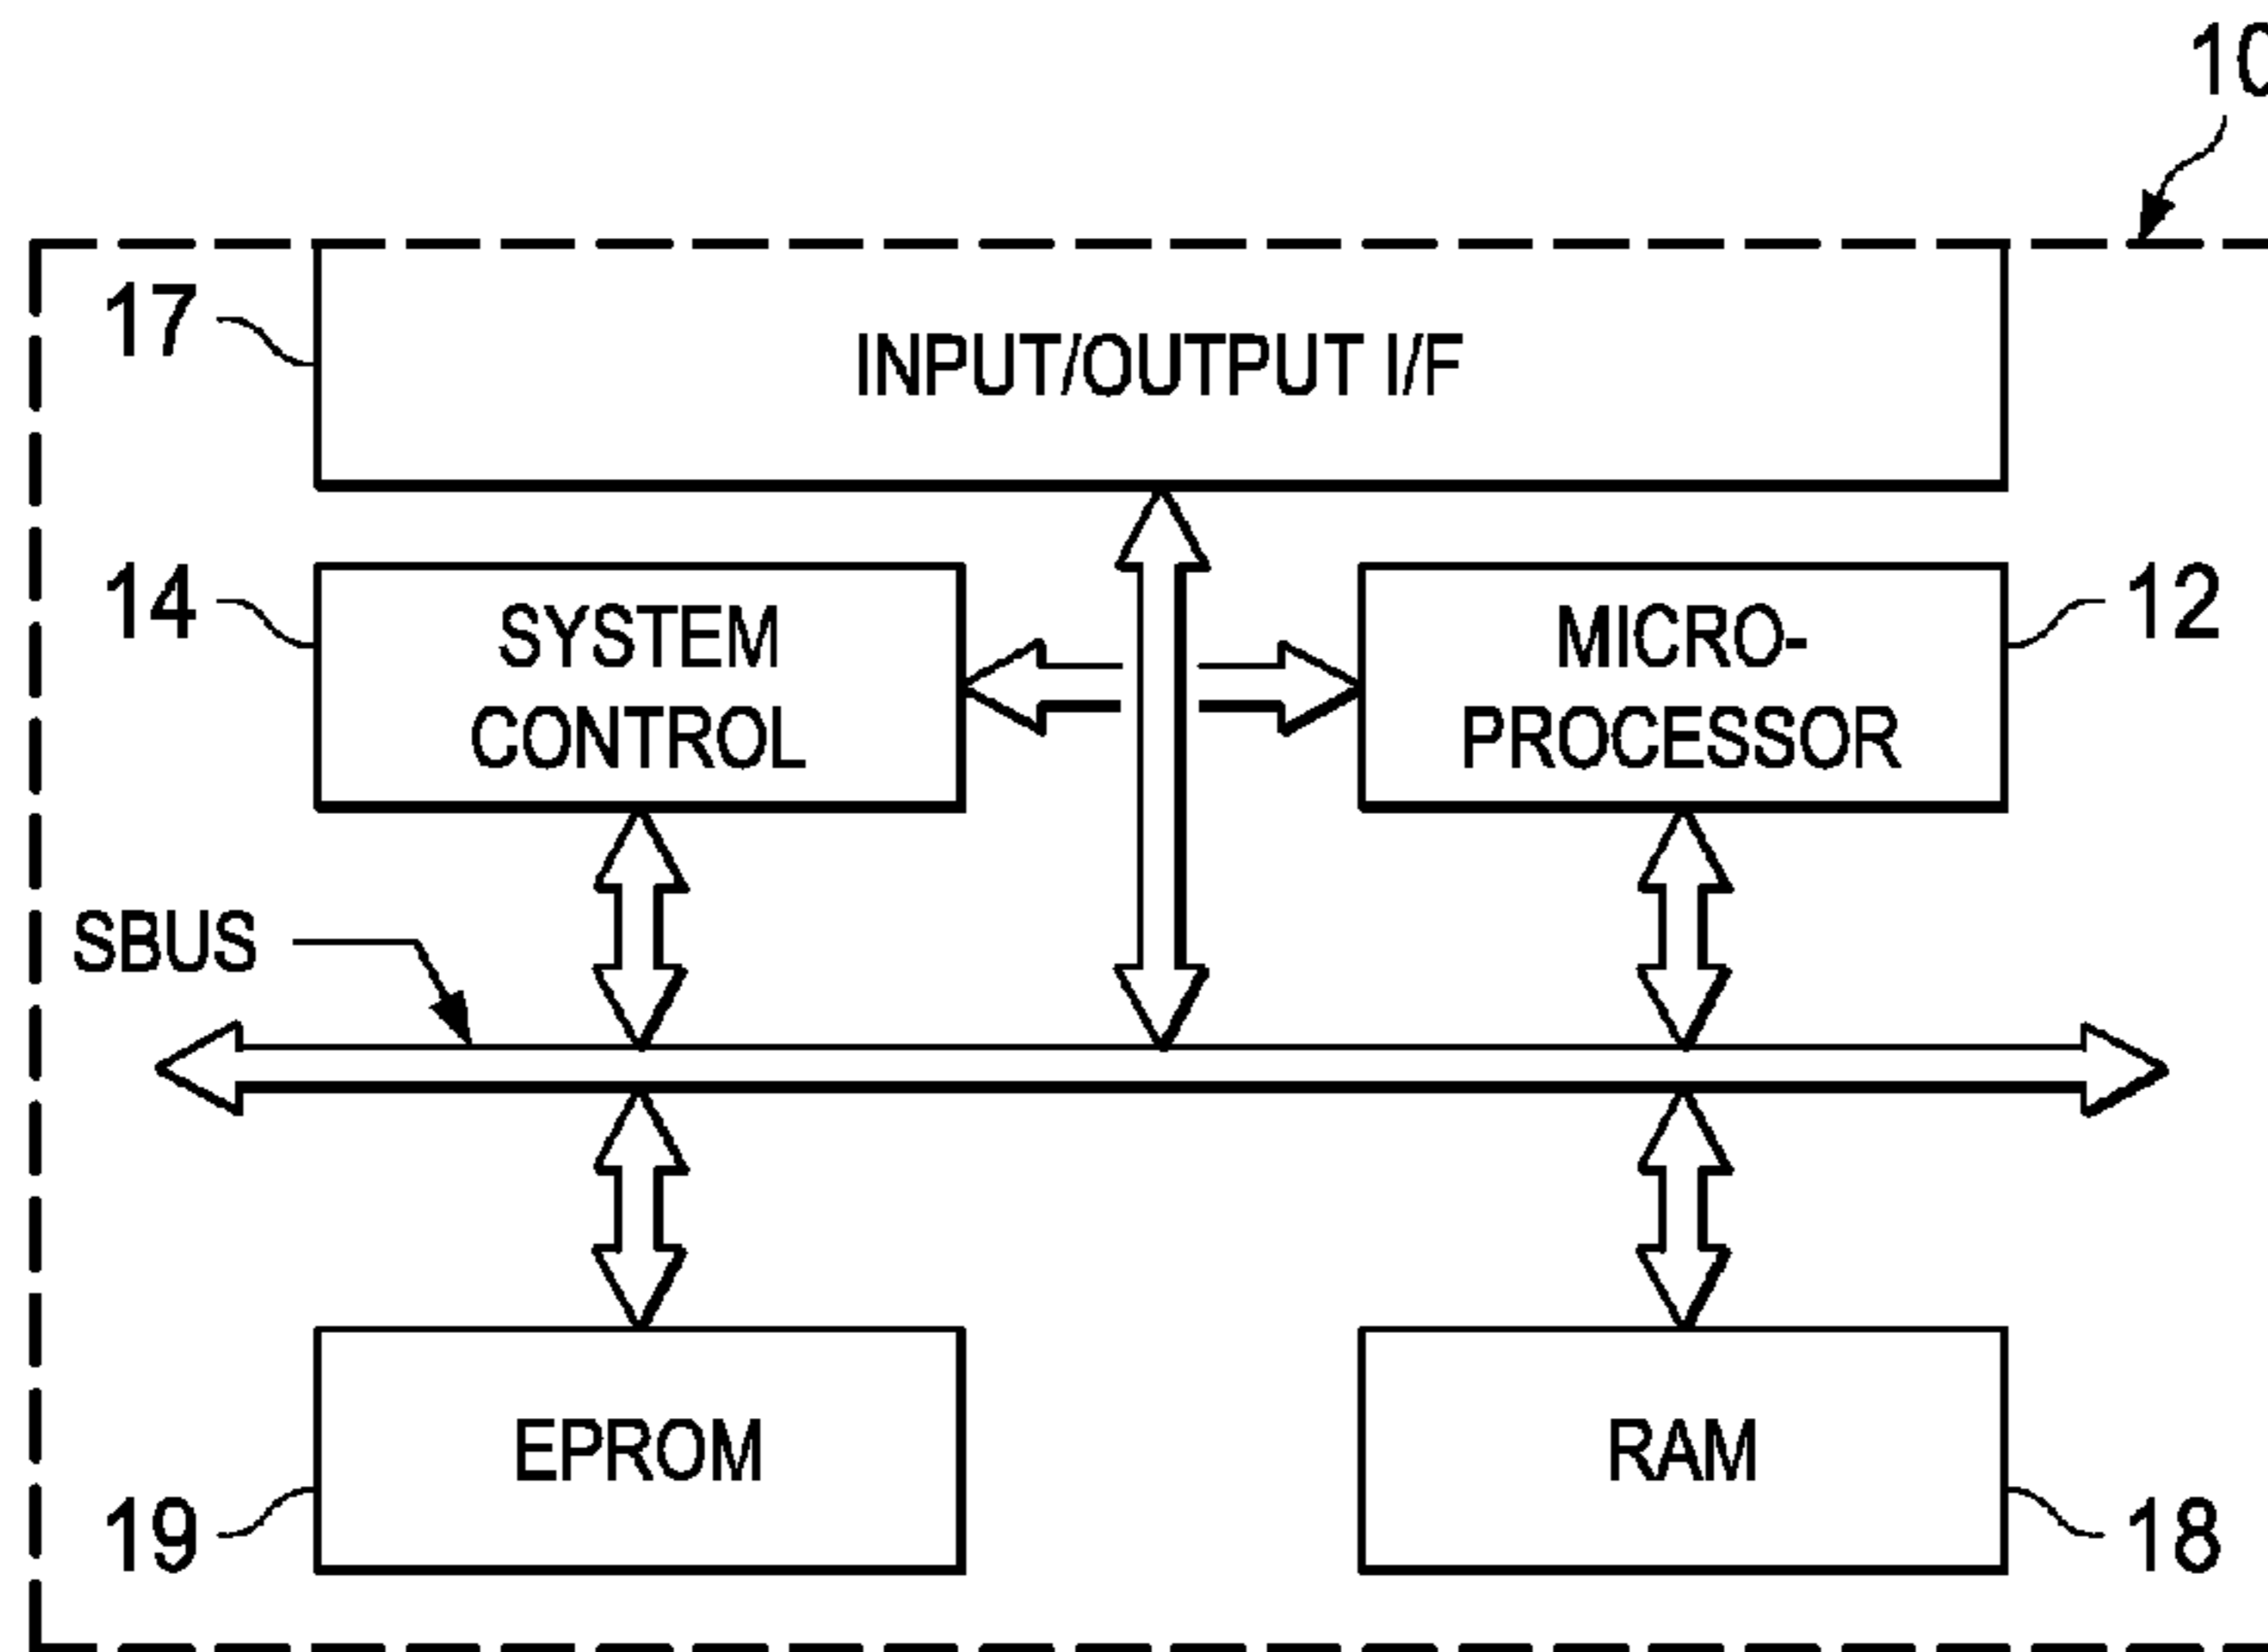 10
17
INPUT/OUTPUT I/F
14
SYSTEM
CONTROL
MICRO-
PROCESSOR
12
SBUS
EPROM
RAM
19
18